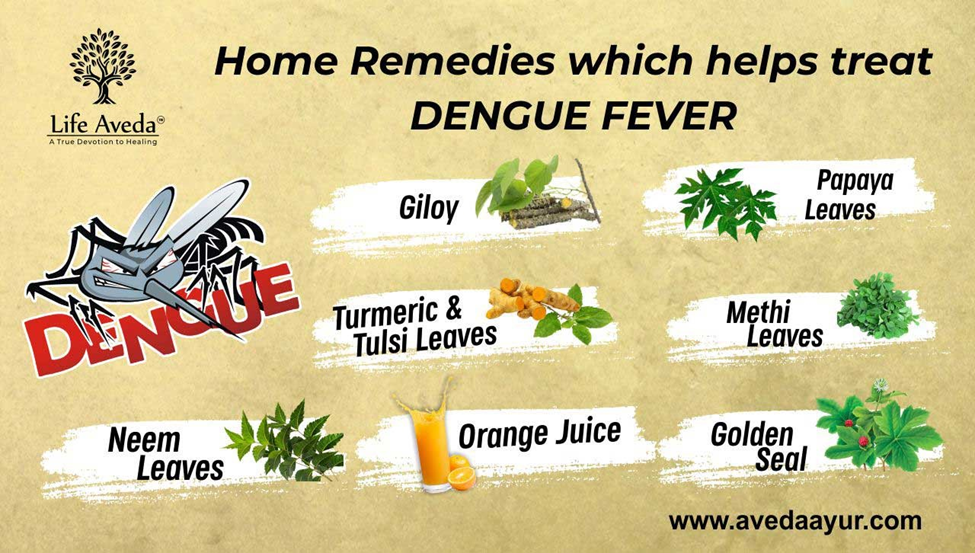 Home Remedies which helps treat
DENGUE FEVER
Life Aveda
A True Devotion to Healing
DENGUE
Giloy
Papaya
Leaves
Turmeric &
Tulsi Leaves
Methi
Leaves
Neem
Leaves
Orange Juice
Golden
Seal
www.avedaayur.com